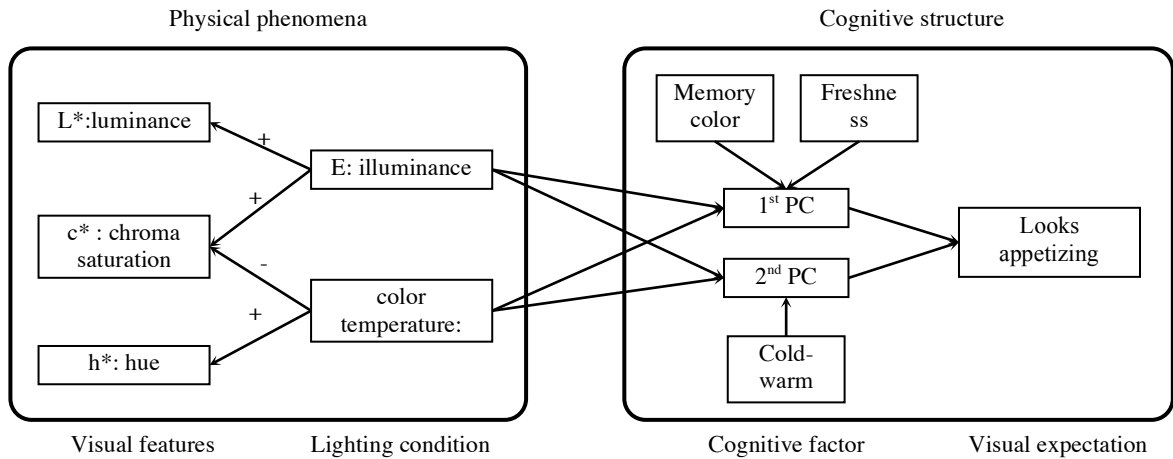 Physical phenomena
Cognitive structure
L*:luminance
+
E: illuminance
+
c* : chroma
saturation
-
color
temperature:
+
h*: hue
Memory
color
Freshne
ss
1st PC
2nd PC
Cold-
warm
Looks
appetizing
Visual features
Lighting condition
Cognitive factor
Visual expectation